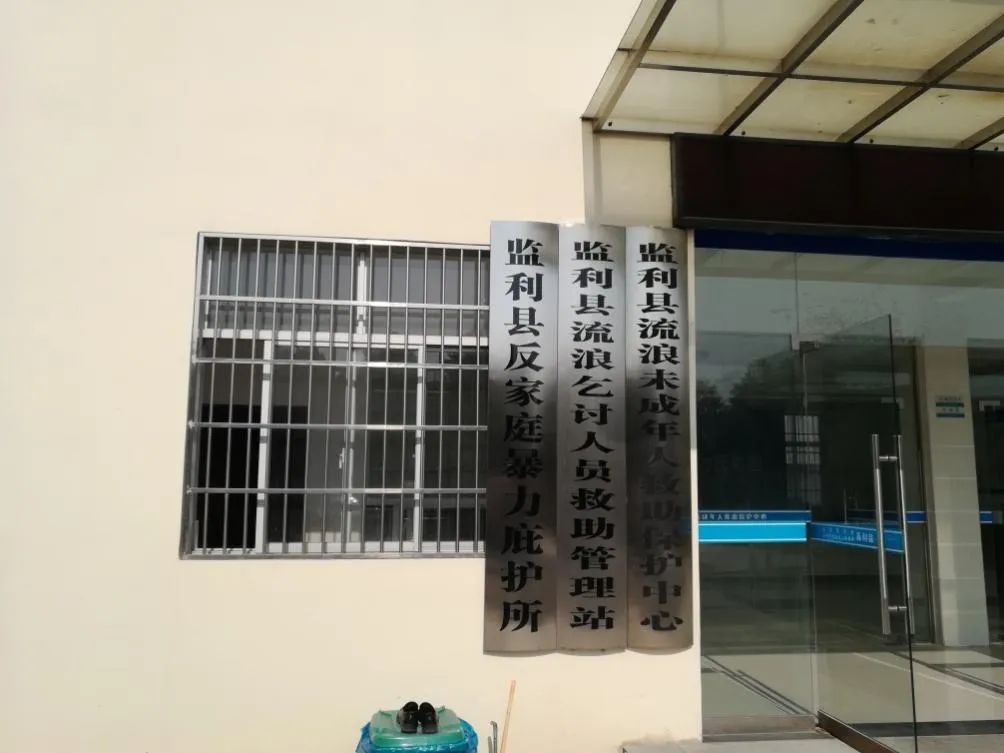 监利县反家庭暴力庇护所
监利县流浪乞讨人员救助管理站
监利县流浪未成年人救助保护中心